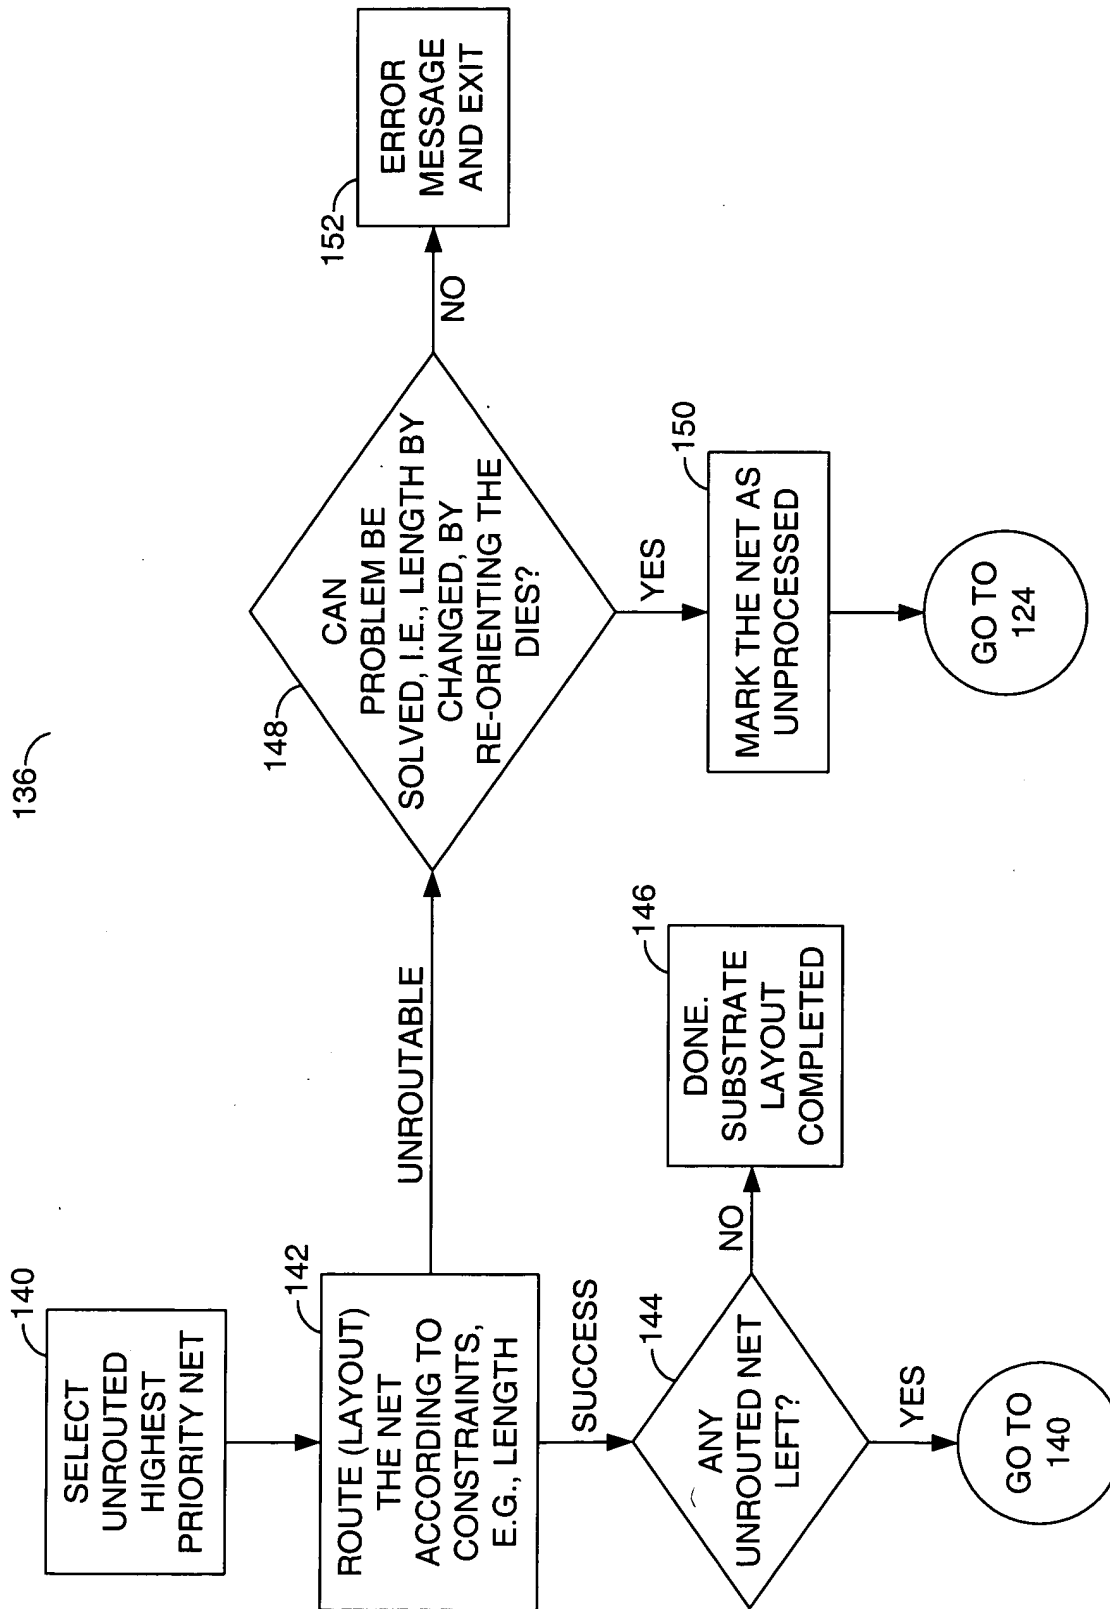 136
140
SELECT
UNROUTED
HIGHEST
PRIORITY NET
142
ROUTE (LAYOUT)
THE NET
ACCORDING TO
CONSTRAINTS,
E.G., LENGTH
UNROUTABLE
SUCCESS
144
ANY
UNROUTED NET
LEFT?
NO
YES
146
DONE.
SUBSTRATE
LAYOUT
COMPLETED
GO TO
140
148
CAN
PROBLEM BE
SOLVED, I.E., LENGTH BY
CHANGED, BY
RE-ORIENTING THE
DIES?
NO
YES
152
ERROR
MESSAGE
AND EXIT
150
MARK THE NET AS
UNPROCESSED
GO TO
124